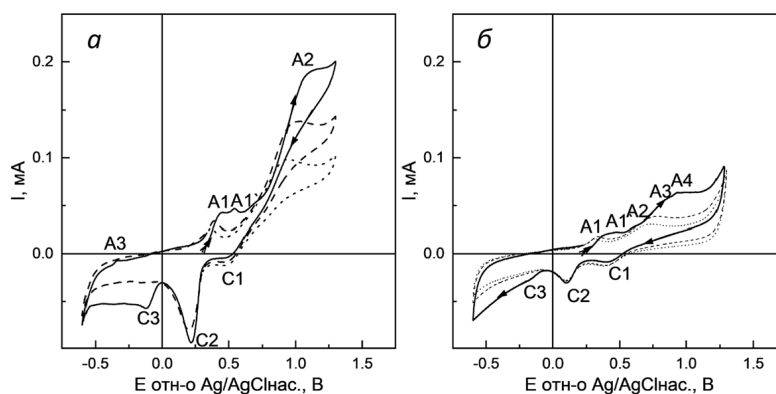 а
I, мА
0.2
0.1
0.0
A2
A1 A1'
A3
C1
C3
C2
-0.5 0.0 0.5 1.0 1.5
E отн-о Ag/AgClнас., В
б
I, мА
0.2
0.1
0.0
A4
A3
A1 A1' A2
C1
C3
C2
-0.5 0.0 0.5 1.0 1.5
E отн-о Ag/AgClнас., В